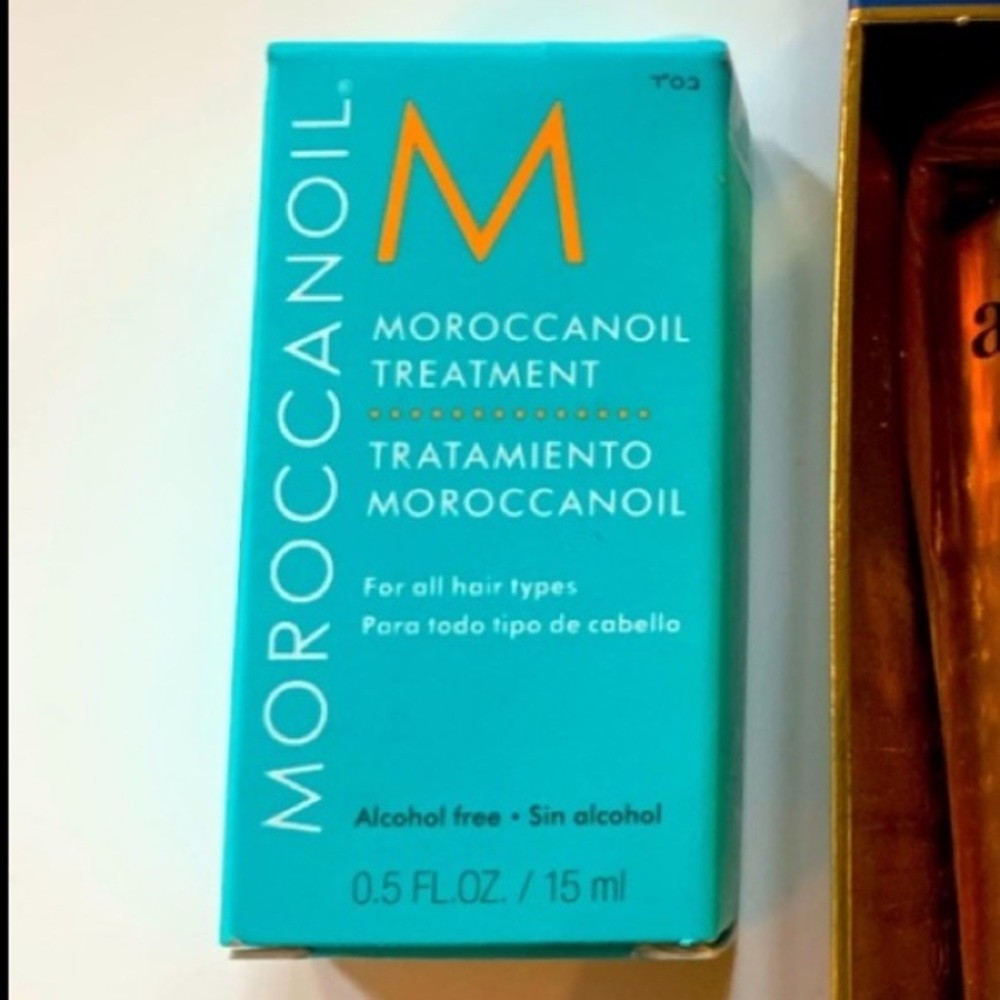 MOROCCANOIL
M
MOROCCANOIL
TREATMENT
TRATAMIENTO
MOROCCANOIL
For all hair types
Para todo tipo de cabello
Alcohol free • Sin alcohol
0.5 FL.OZ. / 15 ml
a